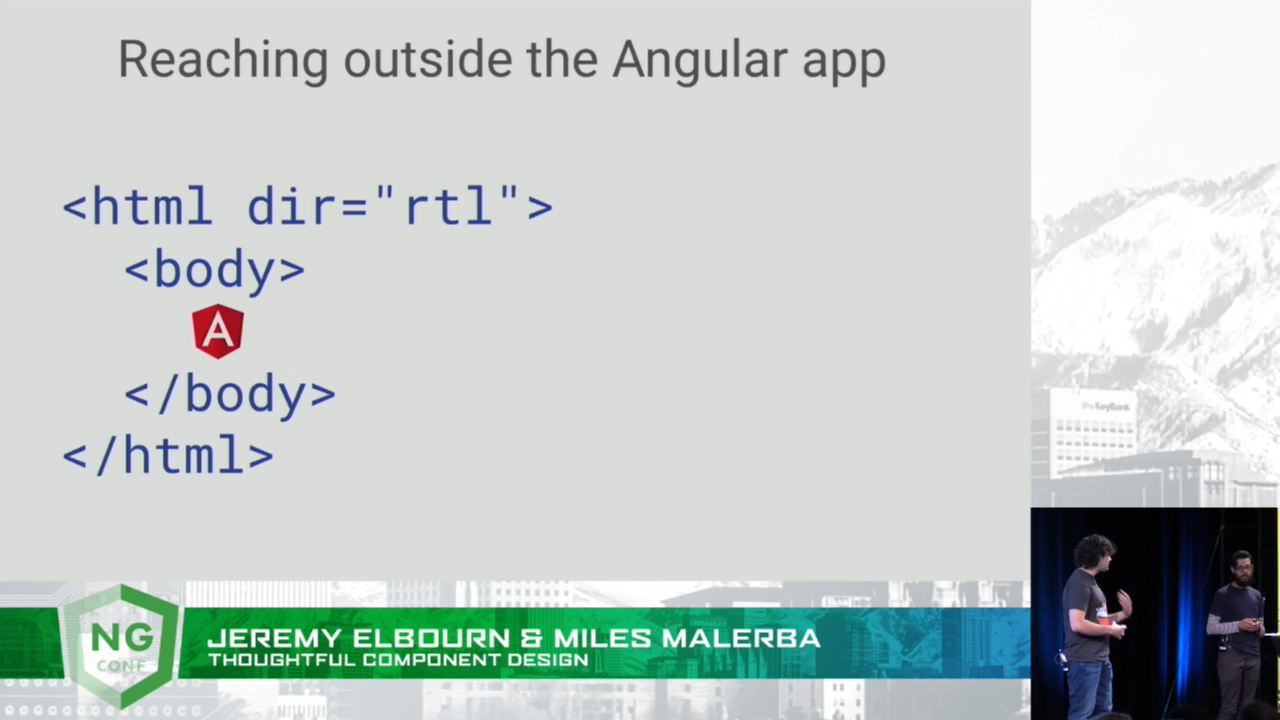 Reaching outside the Angular app
<html dir="rtl">
<body>
A
</body>
</html>
KeyBank
NG
CONF
JEREMY ELBOURN & MILES MALERBA
THOUGHTFUL COMPONENT DESIGN